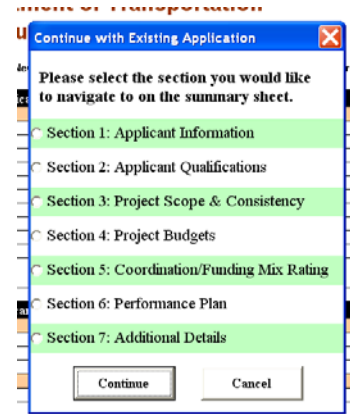 Continue with Existing Application
Please select the section you would like
to navigate to on the summary sheet.
Section 1: Applicant Information
Section 2: Applicant Qualifications
Section 3: Project Scope & Consistency
Section 4: Project Budgets
Section 5: Coordination/Funding Mix Rating
Section 6: Performance Plan
Section 7: Additional Details
Continue Cancel